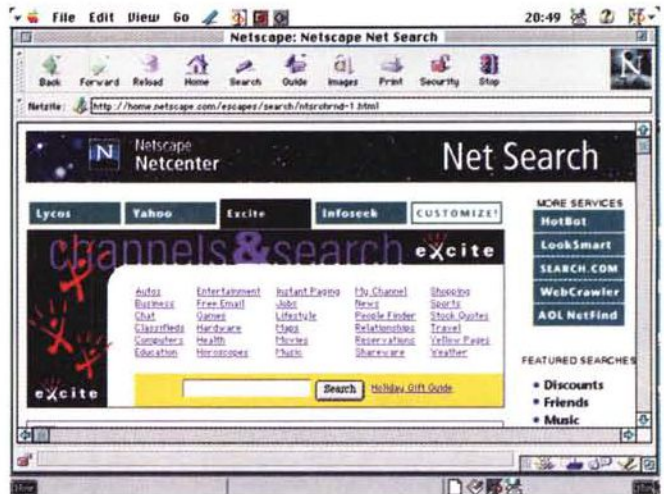 File Edit View Go 20:49
Netscape: Netscape Net Search
Back Forward Reload Home Search Guide Images Print Security Stop
N
Netsite: http://home.netscape.com/escapes/search/ntsrchrnd-1.html
N Netscape Netcenter Net Search
Lycos Yahoo Excite Infoseek CUSTOMIZE!
MORE SERVICES
HotBot
LookSmart
SEARCH.COM
WebCrawler
AOL NetFind
channels&search excite
Autos Entertainment Instant Paging My Channel Shopping
Business Free Email Jobs News Sports
Chat Games Lifestyle People Finder Stock Quotes
Classifieds Hardware Maps Relationships Travel
Computers Health Movies Reservations Yellow Pages
Education Horoscopes Music Shareware Weather
excite
Search Holiday Gift Guide
FEATURED SEARCHES
• Discounts
• Friends
• Music